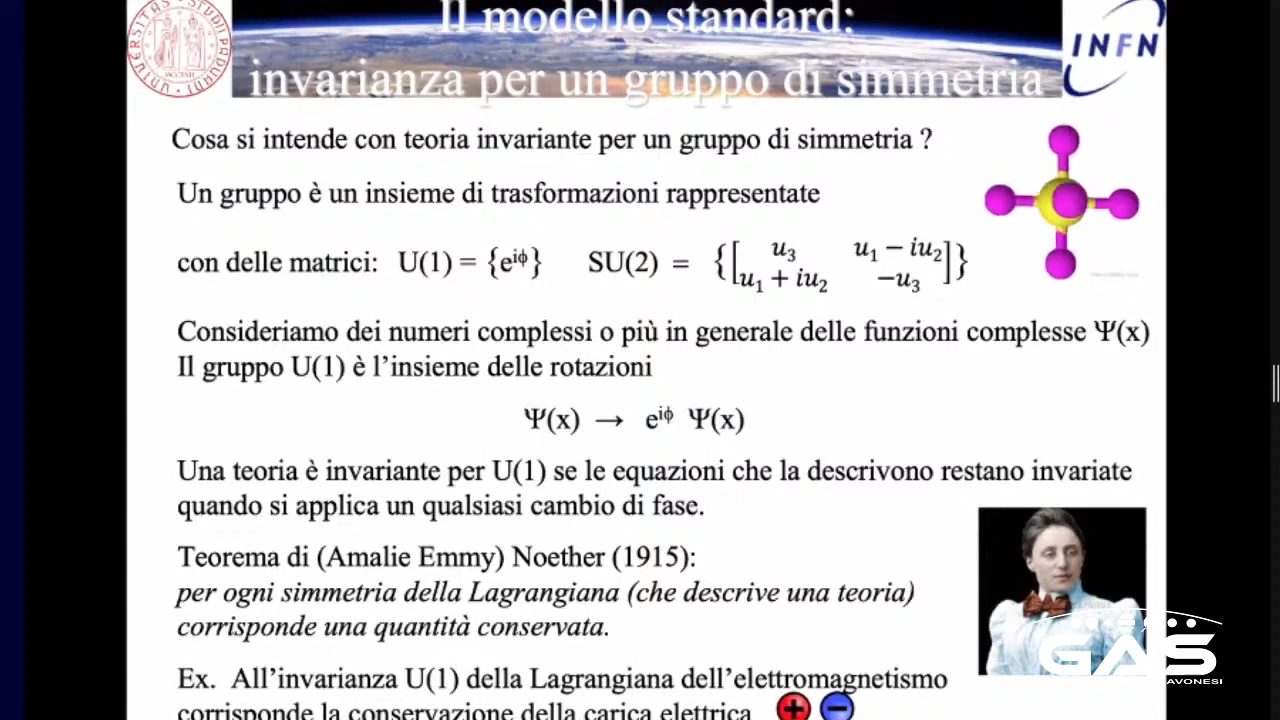 Il modello standard:
invarianza per un gruppo di simmetria
INFN
Cosa si intende con teoria invariante per un gruppo di simmetria ?
Un gruppo è un insieme di trasformazioni rappresentate
con delle matrici: U(1) = {e^{iϕ}} SU(2) = {[u₃ u₁ − iu₂
u₁ + iu₂ −u₃]}
Consideriamo dei numeri complessi o più in generale delle funzioni complesse Ψ(x)
Il gruppo U(1) è l’insieme delle rotazioni
Ψ(x) → e^{iϕ} Ψ(x)
Una teoria è invariante per U(1) se le equazioni che la descrivono restano invariate
quando si applica un qualsiasi cambio di fase.
Teorema di (Amalie Emmy) Noether (1915):
per ogni simmetria della Lagrangiana (che descrive una teoria)
corrisponde una quantità conservata.
GAS
AVONESI
Ex. All’invarianza U(1) della Lagrangiana dell’elettromagnetismo
corrisponde la conservazione della carica elettrica + −